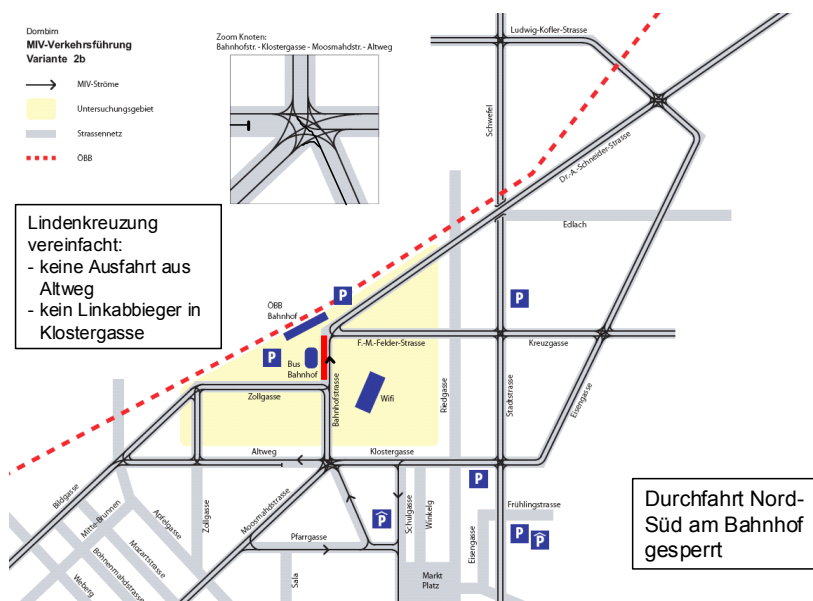 Dornbirn
MIV-Verkehrsführung
Variante 2b
MIV-Ströme
Untersuchungsgebiet
Strassennetz
ÖBB
Zoom Knoten:
Bahnhofstr. - Klostergasse - Moosmahdstr. - Altweg
Lindenkreuzung
vereinfacht:
- keine Ausfahrt aus
Altweg
- kein Linkabbieger in
Klostergasse
Ludwig-Kofler-Strasse
Schwefel
Dr.-A.-Schneider-Strasse
Edlach
P
P
ÖBB
Bahnhof
P
Bus
Bahnhof
F.-M.-Felder-Strasse
Kreuzgasse
Bahnhofstrasse
Wifi
Riedgasse
Stadtstrasse
Eisengasse
Zollgasse
Altweg
Klostergasse
Bildgasse
Mitte-Brunnen
Apfelgasse
Zollgasse
Moosmahdstrasse
P
Schulgasse
Winkelg
P
Frühlingstrasse
Eisengasse
P
P
Pfarrgasse
Mozartstrasse
Bohnenmahdstrasse
Weberg
Sala
Markt
Platz
Durchfahrt Nord-
Süd am Bahnhof
gesperrt